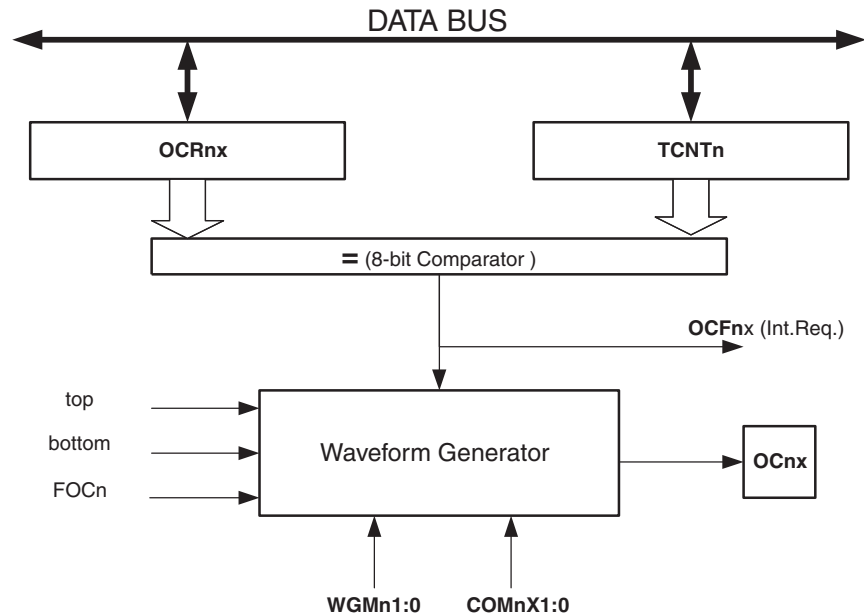 DATA BUS
OCRnx
TCNTn
= (8-bit Comparator )
OCFnx (Int.Req.)
top
bottom
FOCn
Waveform Generator
OCnx
WGMn1:0
COMnX1:0